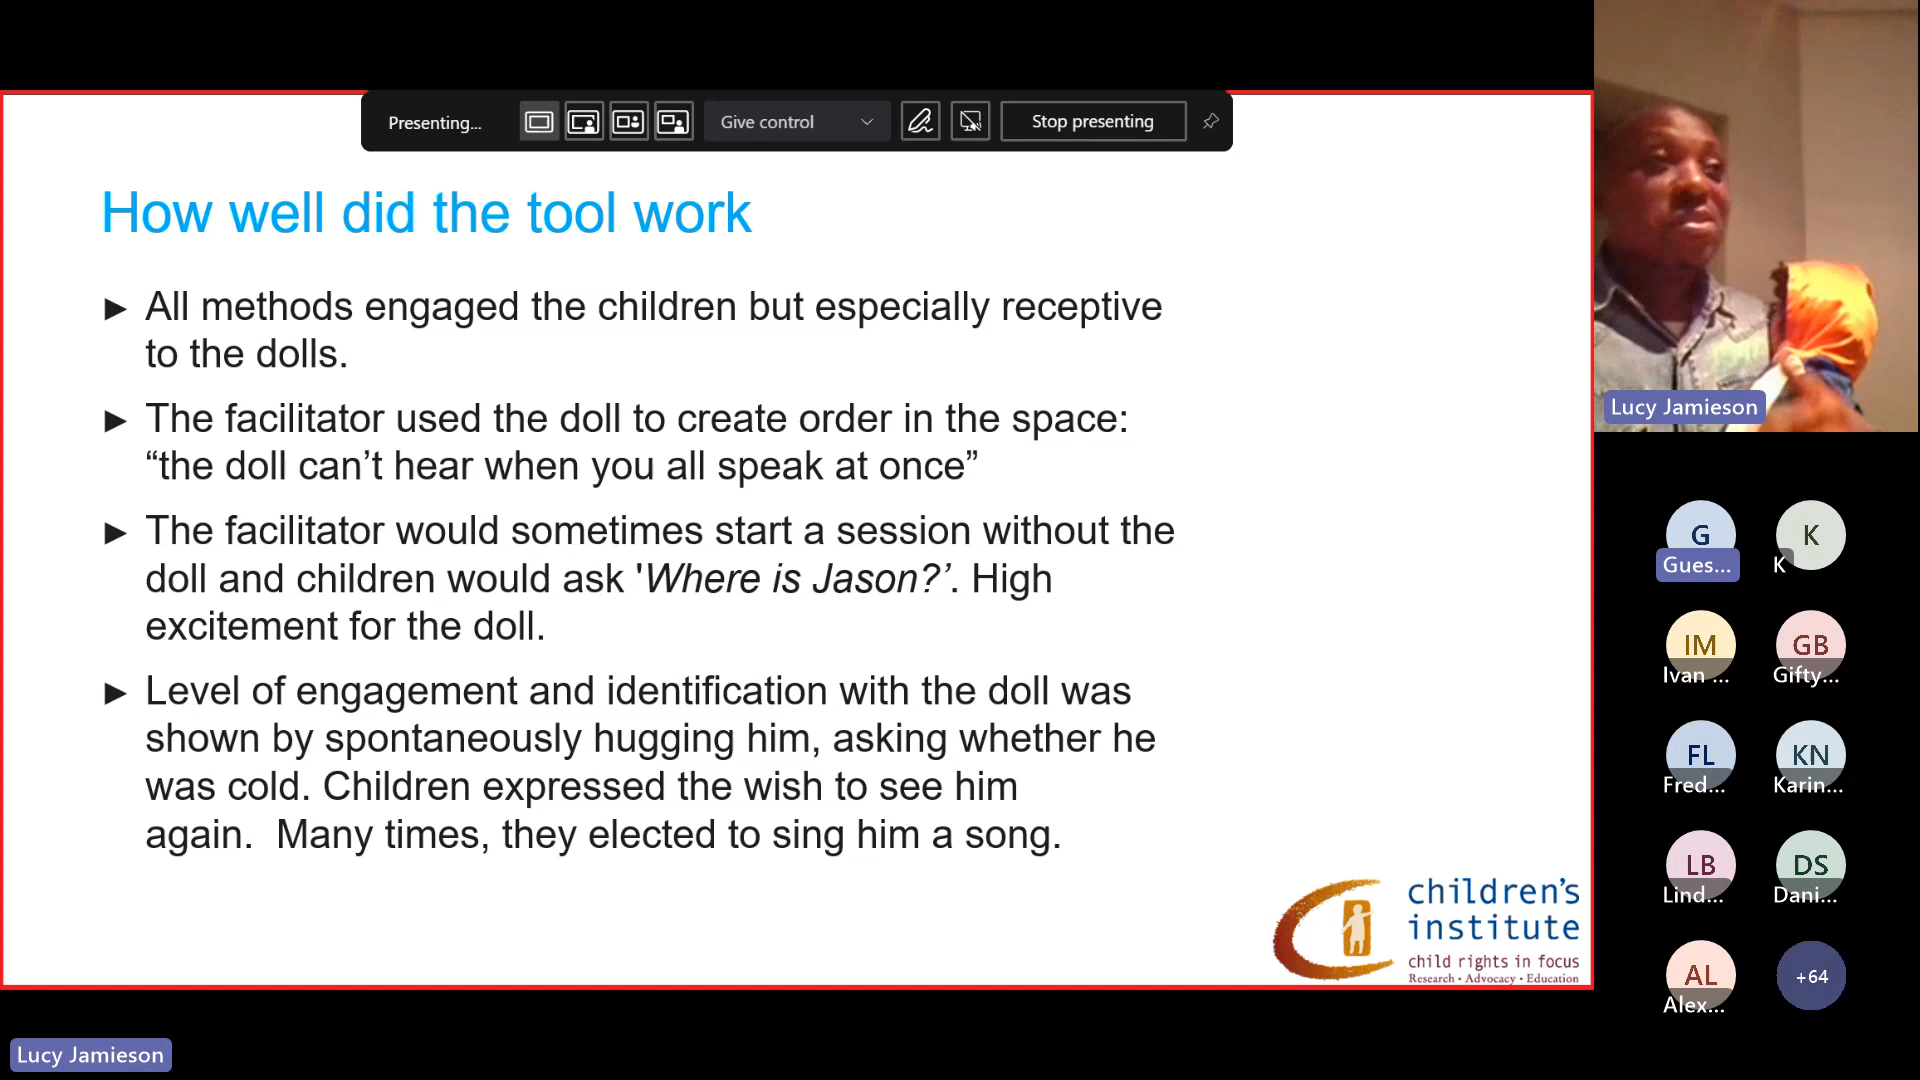 Presenting...
Give control
Stop presenting
How well did the tool work
► All methods engaged the children but especially receptive
to the dolls.
► The facilitator used the doll to create order in the space:
“the doll can’t hear when you all speak at once”
► The facilitator would sometimes start a session without the
doll and children would ask 'Where is Jason?’. High
excitement for the doll.
► Level of engagement and identification with the doll was
shown by spontaneously hugging him, asking whether he
was cold. Children expressed the wish to see him
again.  Many times, they elected to sing him a song.
children’s
institute
child rights in focus
Research • Advocacy • Education
Lucy Jamieson
Lucy Jamieson
G
Gues...
K
K
IM
Ivan ...
GB
Gifty...
FL
Fred...
KN
Karin...
LB
Lind...
DS
Dani...
AL
Alex...
+64